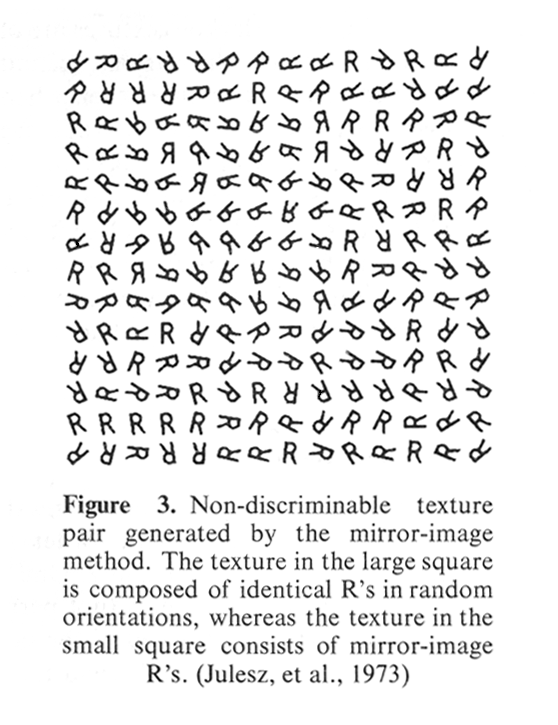 Figure 3. Non-discriminable texture
pair generated by the mirror-image
method. The texture in the large square
is composed of identical R's in random
orientations, whereas the texture in the
small square consists of mirror-image
R's. (Julesz, et al., 1973)